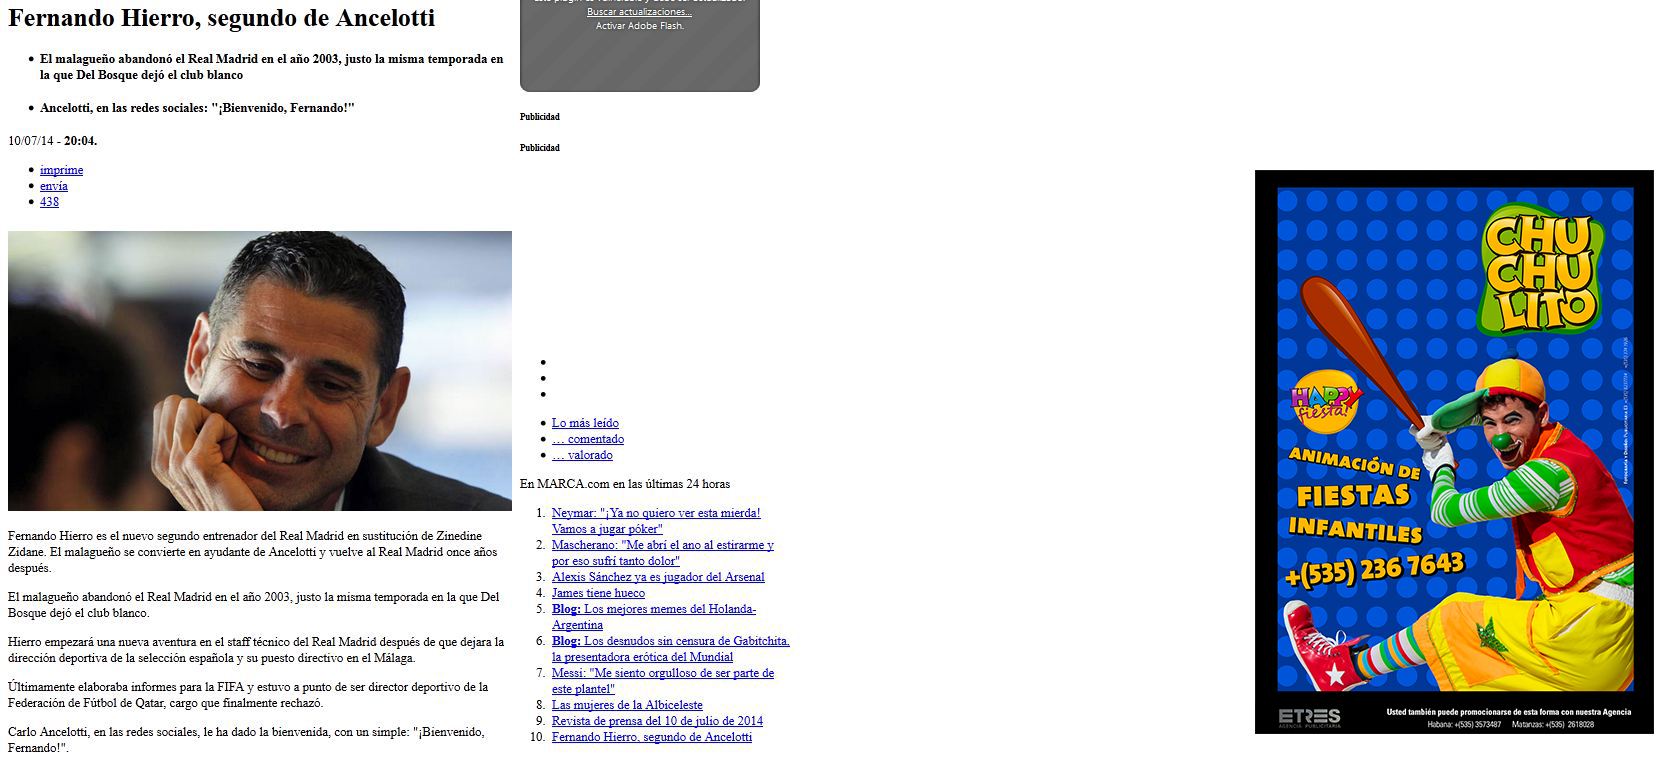 Fernando Hierro, segundo de Ancelotti
El malagueño abandonó el Real Madrid en el año 2003, justo la misma temporada en
la que Del Bosque dejó el club blanco
Ancelotti, en las redes sociales: "¡Bienvenido, Fernando!"
10/07/14 - 20:04.
imprime
envía
438
Fernando Hierro es el nuevo segundo entrenador del Real Madrid en sustitución de Zinedine
Zidane. El malagueño se convierte en ayudante de Ancelotti y vuelve al Real Madrid once años
después.
El malagueño abandonó el Real Madrid en el año 2003, justo la misma temporada en la que Del
Bosque dejó el club blanco.
Hierro empezará una nueva aventura en el staff técnico del Real Madrid después de que dejara la
dirección deportiva de la selección española y su puesto directivo en el Málaga.
Últimamente elaboraba informes para la FIFA y estuvo a punto de ser director deportivo de la
Federación de Fútbol de Qatar, cargo que finalmente rechazó.
Carlo Ancelotti, en las redes sociales, le ha dado la bienvenida, con un simple: "¡Bienvenido,
Fernando!".
Buscar actualizaciones...
Activar Adobe Flash.
Publicidad
Publicidad
Lo más leído
... comentado
... valorado
En MARCA.com en las últimas 24 horas
1. Neymar: "¡Ya no quiero ver esta mierda!
Vamos a jugar póker"
2. Mascherano: "Me abrí el ano al estirarme y
por eso sufrí tanto dolor"
3. Alexis Sánchez ya es jugador del Arsenal
4. James tiene hueco
5. Blog: Los mejores memes del Holanda-
Argentina
6. Blog: Los desnudos sin censura de Gabitchita,
la presentadora erótica del Mundial
7. Messi: "Me siento orgulloso de ser parte de
este plantel"
8. Las mujeres de la Albiceleste
9. Revista de prensa del 10 de julio de 2014
10. Fernando Hierro, segundo de Ancelotti
CHU
CHU
LITO
HAPPY
fiesta!
ANIMACIÓN DE
FIESTAS
INFANTILES
+(535) 236 7643
ETRES
AGENCIA PUBLICITARIA
Usted también puede promocionarse de esta forma con nuestra Agencia
Habana: +(535) 3573487 Matanzas: +(535) 2618028